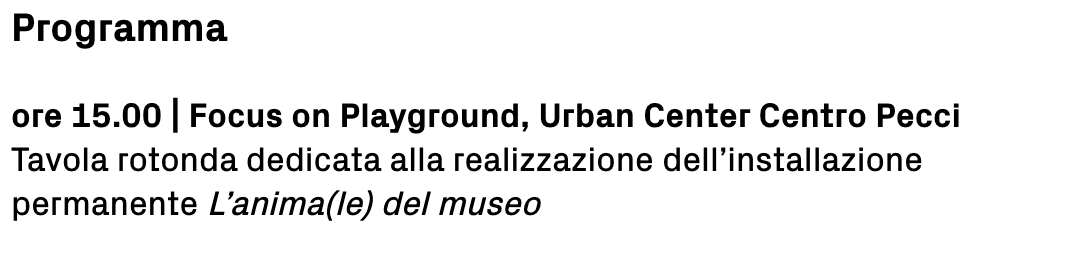 Programma
ore 15.00 | Focus on Playground, Urban Center Centro Pecci
Tavola rotonda dedicata alla realizzazione dell’installazione
permanente L’anima(le) del museo